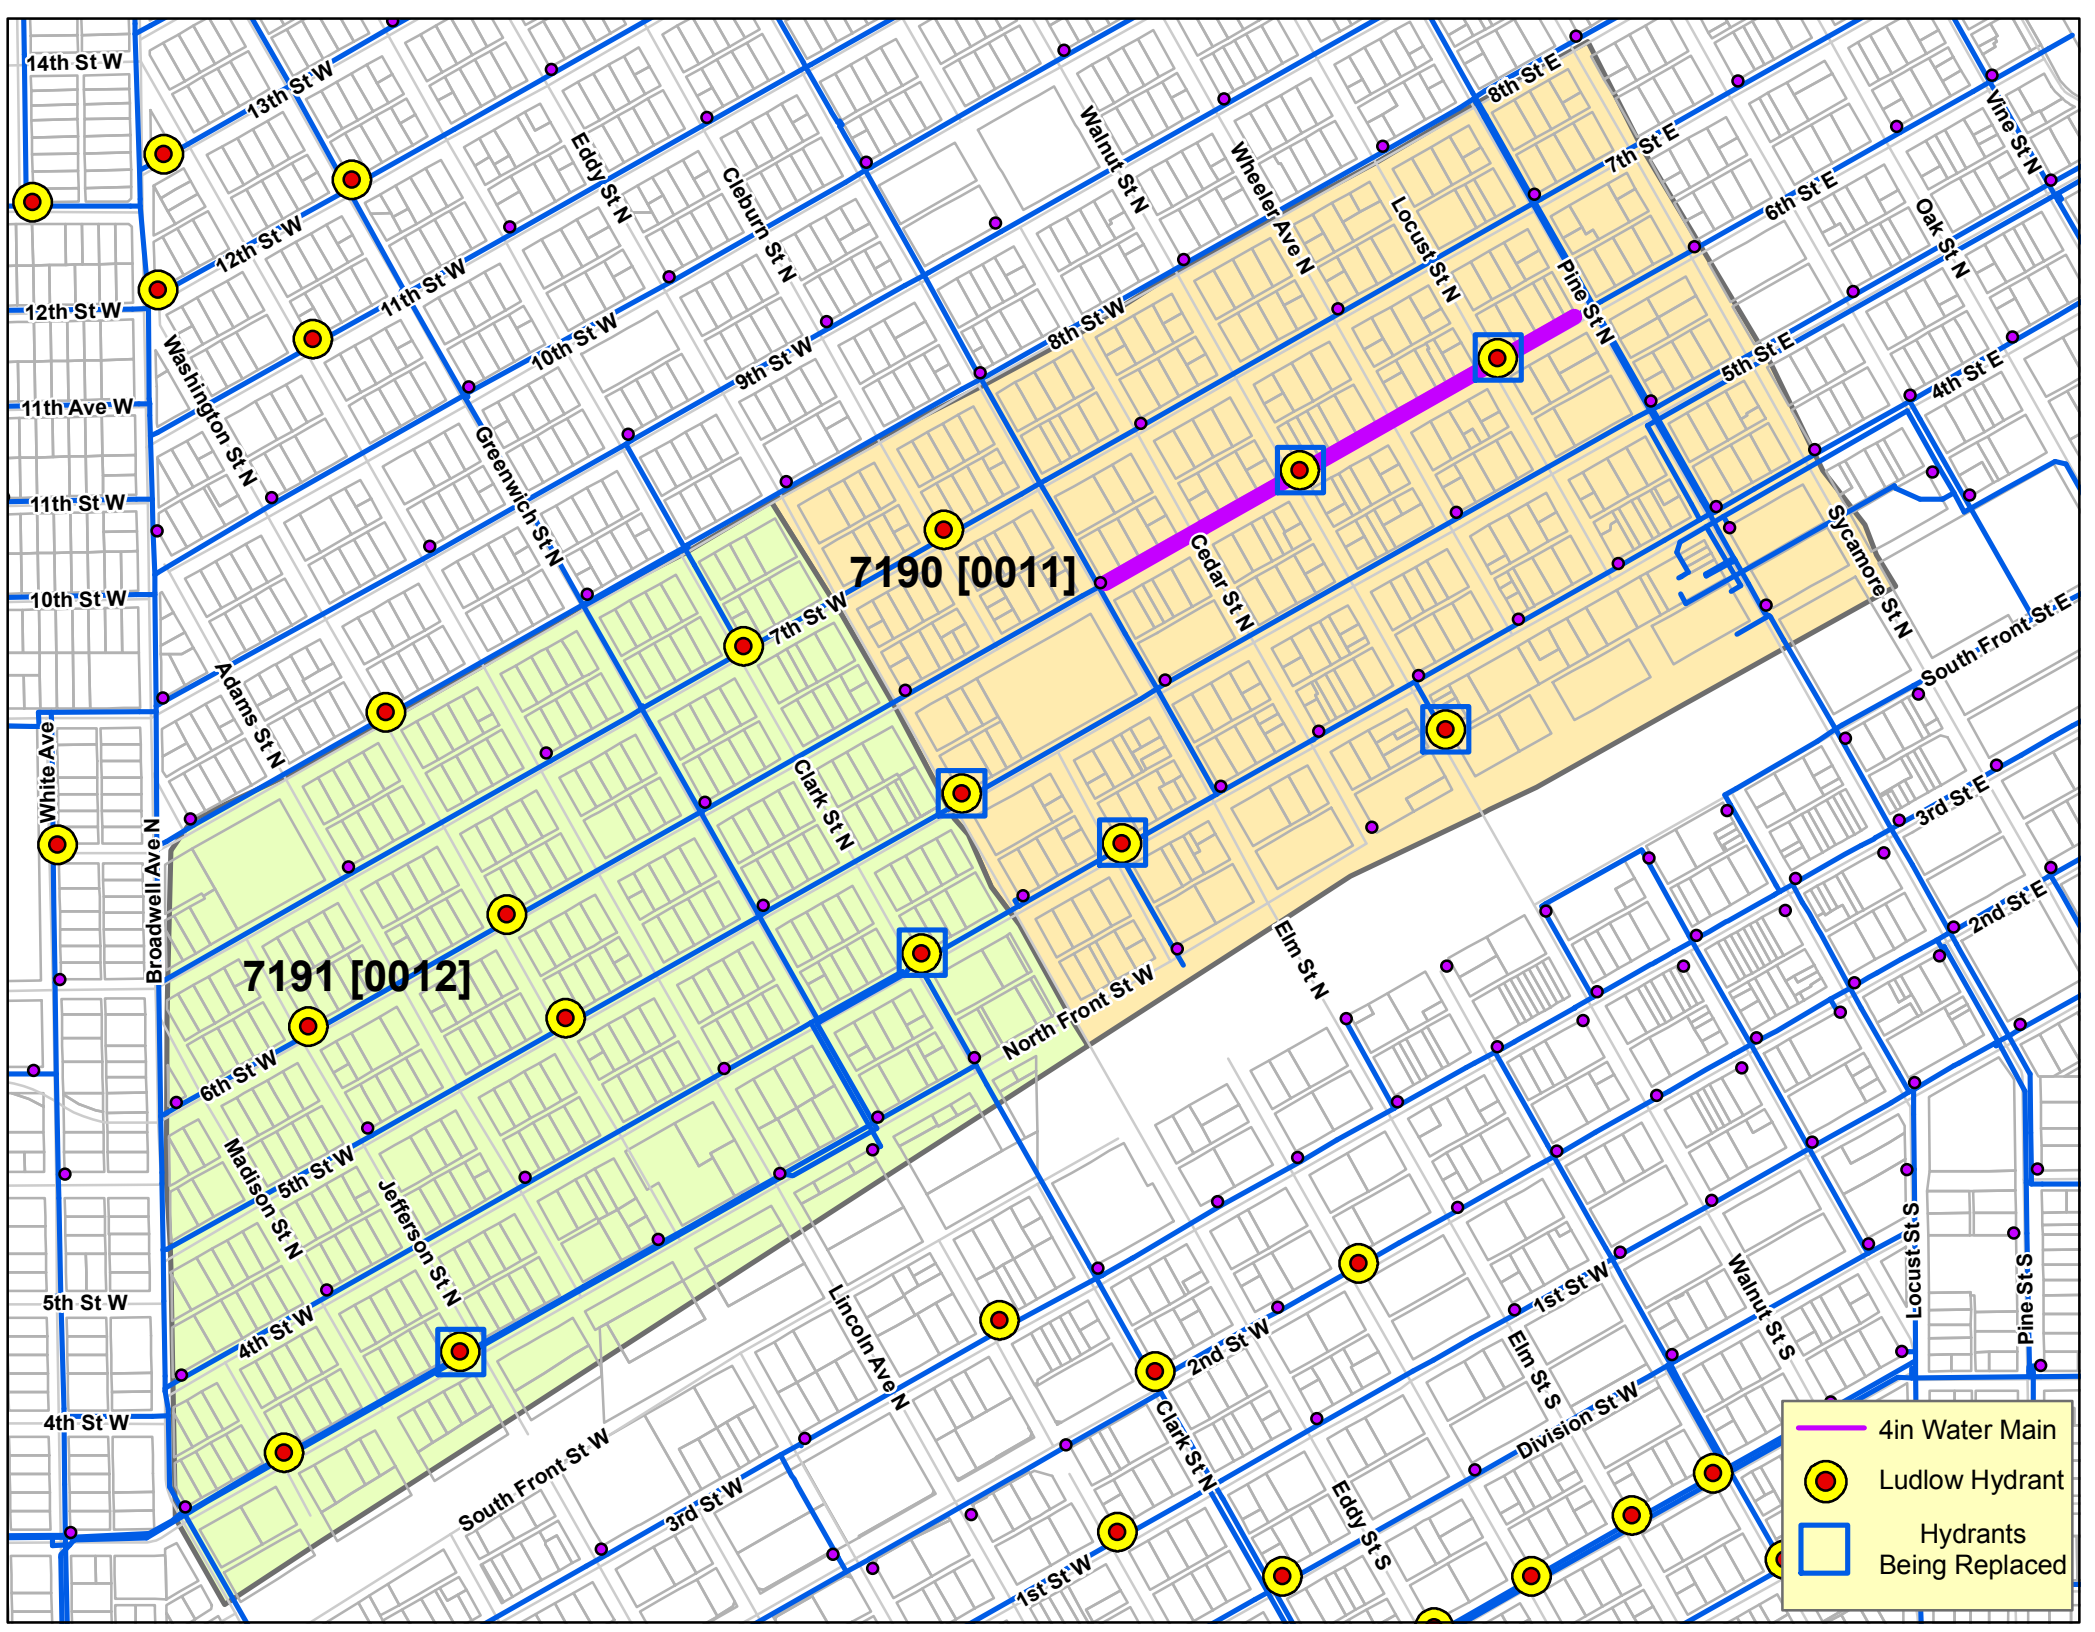 14th St W
13th St W
8th St E
Vine St N
Eddy St N
Walnut St N
7th St E
Cleburn St N
Wheeler Ave N
6th St E
Locust St N
Oak St N
12th St W
11th St W
Pine St N
12th St W
8th St W
10th St W
9th St W
5th St E
4th St E
Washington St N
11th Ave W
Greenwich St N
11th St W
Sycamore St N
7190 [0011]
Cedar St N
10th St W
7th St W
South Front St E
Adams St N
White Ave
Clark St N
3rd St E
Broadwell Ave N
2nd St E
7191 [0012]
Elm St N
North Front St W
6th St W
Madison St N
5th St W
Jefferson St N
Locust St S
Walnut St S
Pine St S
5th St W
4th St W
1st St W
Lincoln Ave N
2nd St W
Elm St S
4th St W
Clark St N
Division St W
South Front St W
3rd St W
Eddy St S
1st St W
4in Water Main
Ludlow Hydrant
Hydrants
Being Replaced